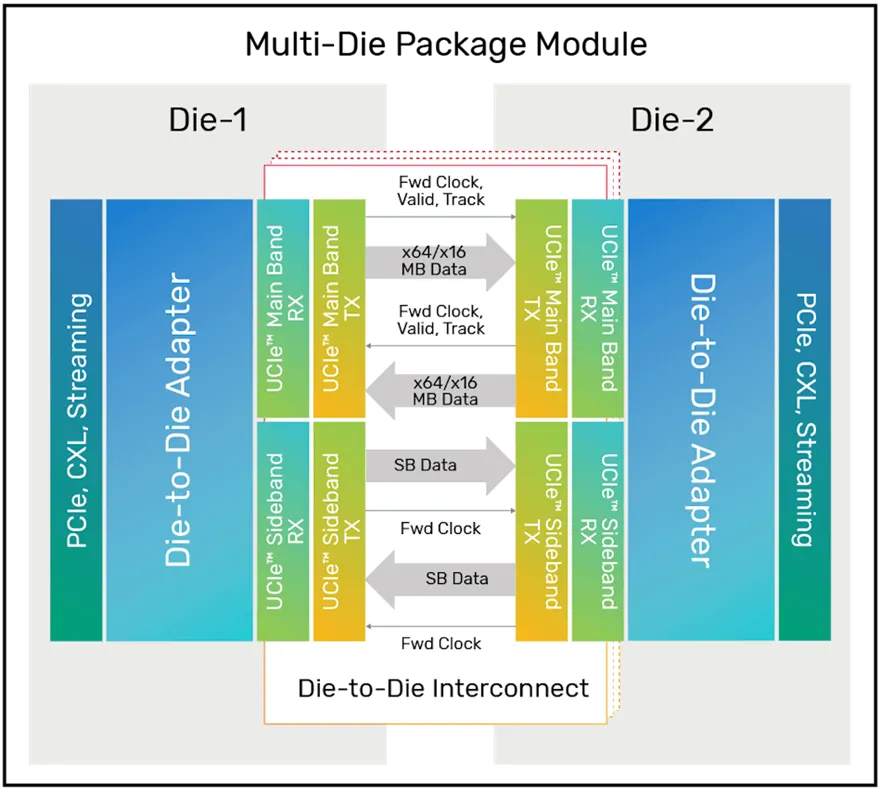 Multi-Die Package Module
Die-1
Die-2
PCIe, CXL, Streaming
Die-to-Die Adapter
UCIe™ Main Band
RX
UCIe™ Main Band
TX
UCIe™ Sideband
RX
UCIe™ Sideband
TX
Fwd Clock,
Valid, Track
x64/x16
MB Data
Fwd Clock,
Valid, Track
x64/x16
MB Data
SB Data
Fwd Clock
SB Data
Fwd Clock
UCIe™ Main Band
TX
UCIe™ Main Band
RX
UCIe™ Sideband
TX
UCIe™ Sideband
RX
Die-to-Die Adapter
PCIe, CXL, Streaming
Die-to-Die Interconnect